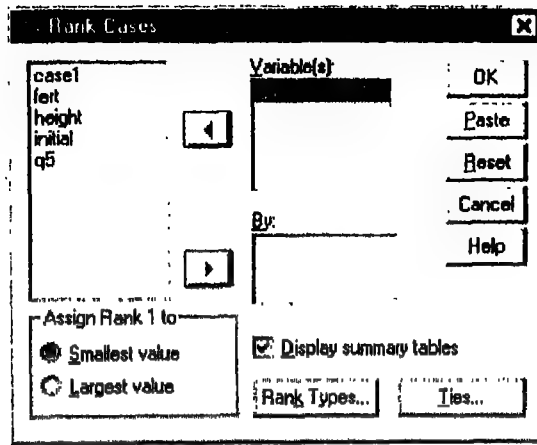 Rank Cases
case1
fert
height
initial
q5
Variable(s):
By:
OK
Paste
Reset
Cancel
Help
Assign Rank 1 to
Smallest value
Largest value
Display summary tables
Rank Types...
Ties...